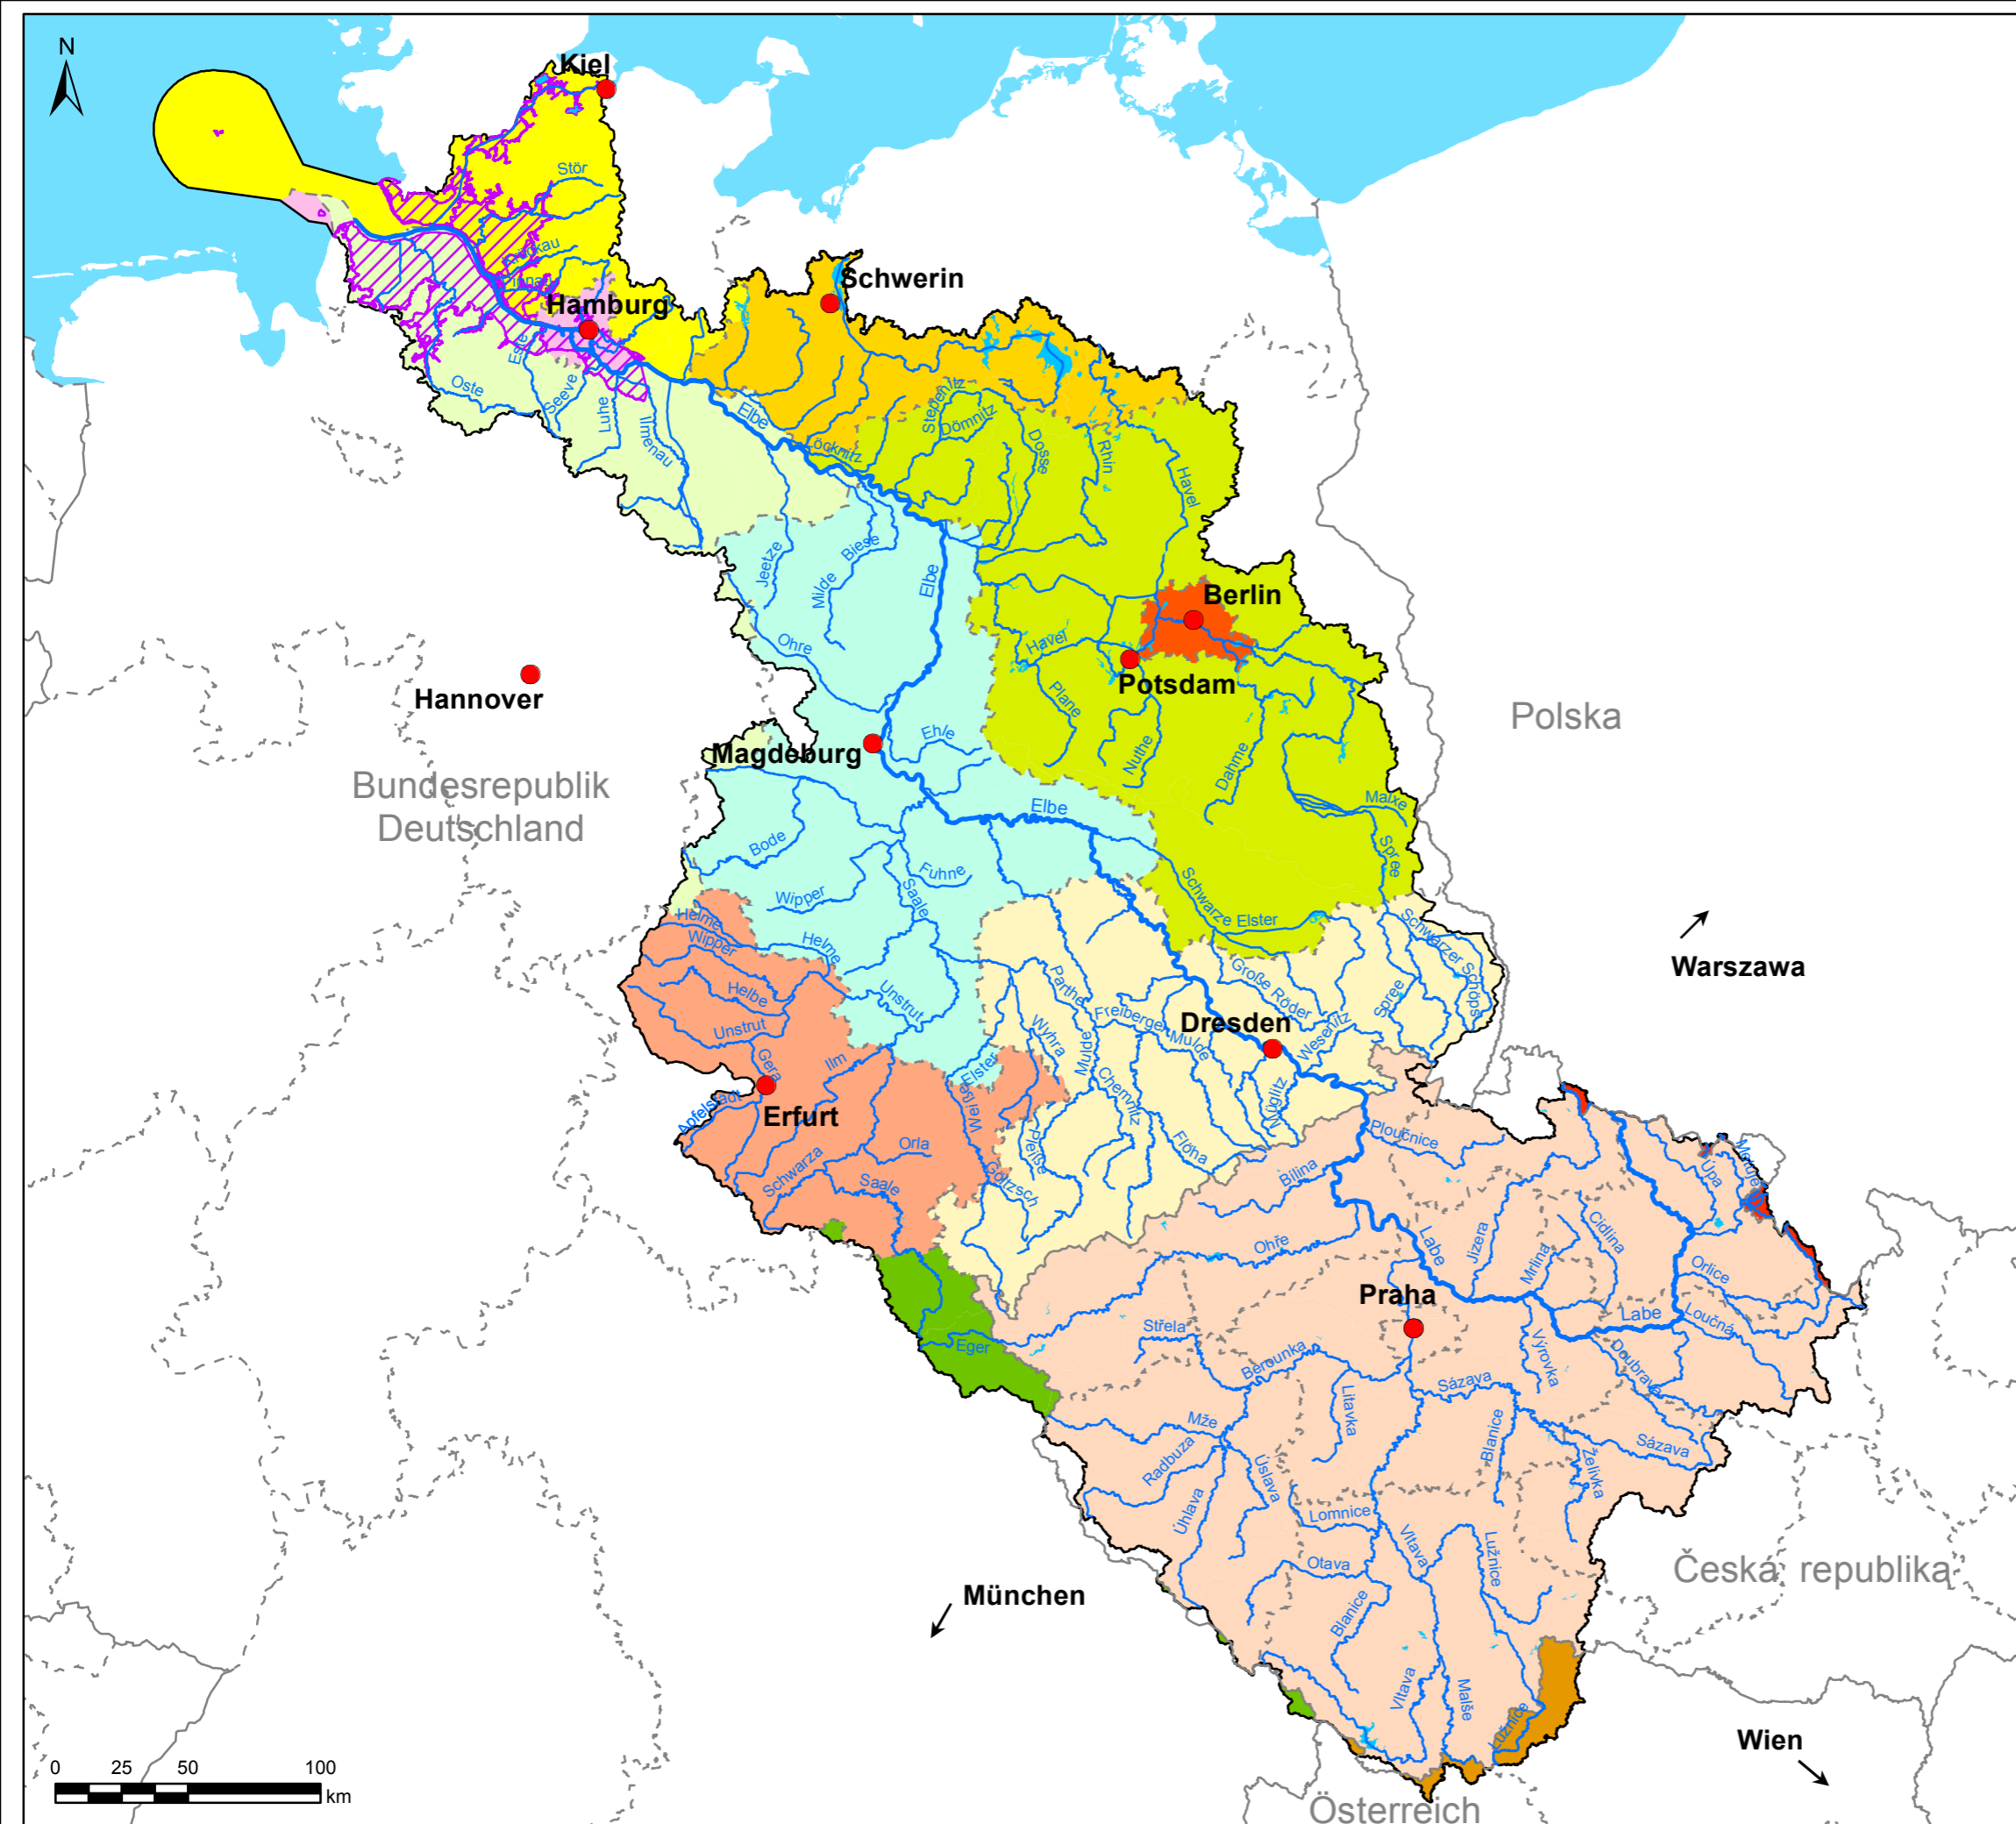 N
Kiel
Stör
Krückau
Hamburg
Schwerin
Este
Oste
Seeve
Luhe
Ilmenau
Elbe
Löcknitz
Stepenitz
Dömnitz
Dosse
Rhin
Havel
Jeetze
Milde
Biese
Elbe
Ohre
Berlin
Havel
Potsdam
Plane
Nuthe
Dahme
Hannover
Magdeburg
Eh/e
Polska
Bundesrepublik
Deutschland
Elbe
Malxe
Spree
Bode
Wipper
Fuhne
Saale
Schwarze Elster
Helme
Wipper
Helme
Helbe
Unstrut
Unstrut
Gera
Ilm
Apfelstädt
Erfurt
Parthe
Wyhra
Mulde
Freiberger Mulde
Chemnitz
Große Röder
Dresden
Wesenitz
Spree
Schwarzer Schöps
Warszawa
Weiße Elster
Pleiße
Göltzsch
Flöha
Müglitz
Schwarza
Orla
Saale
Ploučnice
Bílina
Ohře
Labe
Jizera
Mrlina
Cidlina
Úpa
Metuje
Orlice
Labe
Loučná
Praha
Eger
Střela
Berounka
Litavka
Sázava
Výrovka
Doubrava
Mže
Radbuza
Úhlava
Úslava
Blanice
Želivka
Sázava
Lomnice
Otava
Vltava
Lužnice
Blanice
Vltava
Malše
Lužnice
Česká republika
München
Wien
Österreich
0 25 50 100
km